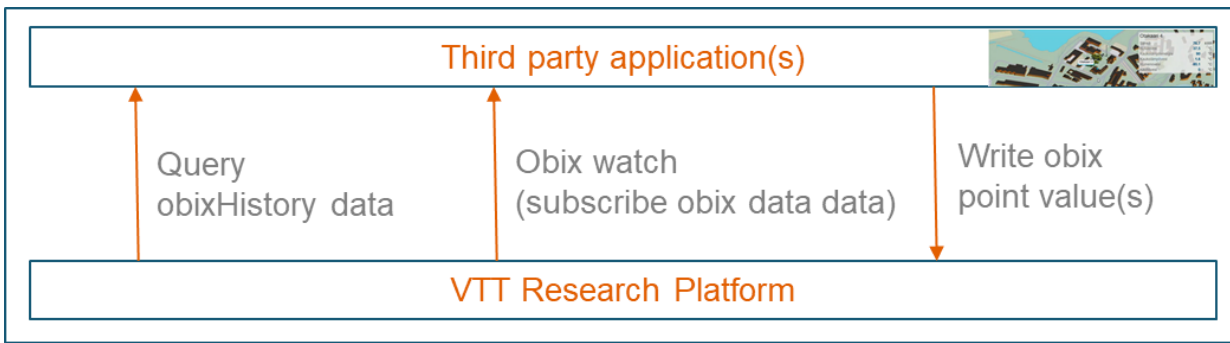 Third party application(s)
Query
obixHistory data
Obix watch
(subscribe obix data data)
Write obix
point value(s)
VTT Research Platform